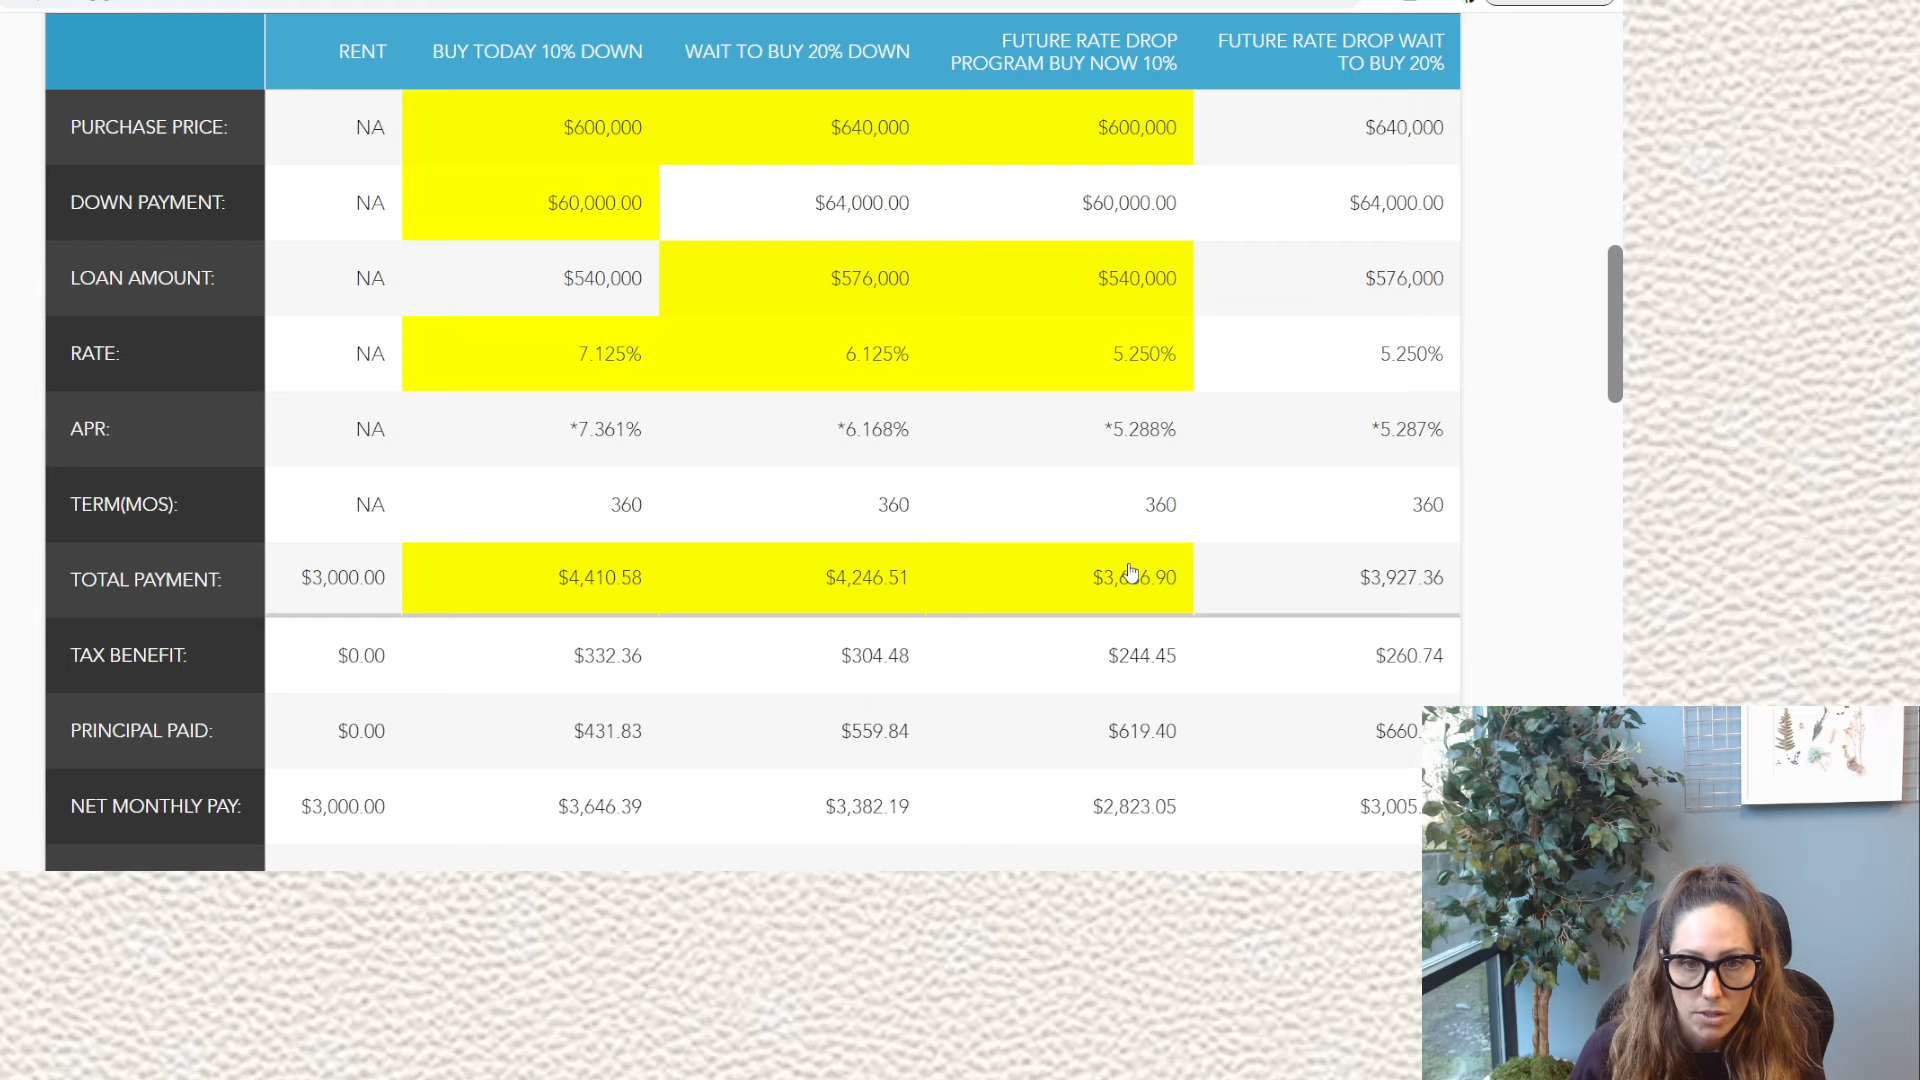 RENT BUY TODAY 10% DOWN WAIT TO BUY 20% DOWN FUTURE RATE DROP PROGRAM BUY NOW 10% FUTURE RATE DROP WAIT TO BUY 20%
PURCHASE PRICE: NA $600,000 $640,000 $600,000 $640,000
DOWN PAYMENT: NA $60,000.00 $64,000.00 $60,000.00 $64,000.00
LOAN AMOUNT: NA $540,000 $576,000 $540,000 $576,000
RATE: NA 7.125% 6.125% 5.250% 5.250%
APR: NA *7.361% *6.168% *5.288% *5.287%
TERM(MOS): NA 360 360 360 360
TOTAL PAYMENT: $3,000.00 $4,410.58 $4,246.51 $3,927.36
TAX BENEFIT: $0.00 $332.36 $304.48 $244.45 $260.74
PRINCIPAL PAID: $0.00 $431.83 $559.84 $619.40 $660.
NET MONTHLY PAY: $3,000.00 $3,646.39 $3,382.19 $2,823.05 $3,005.